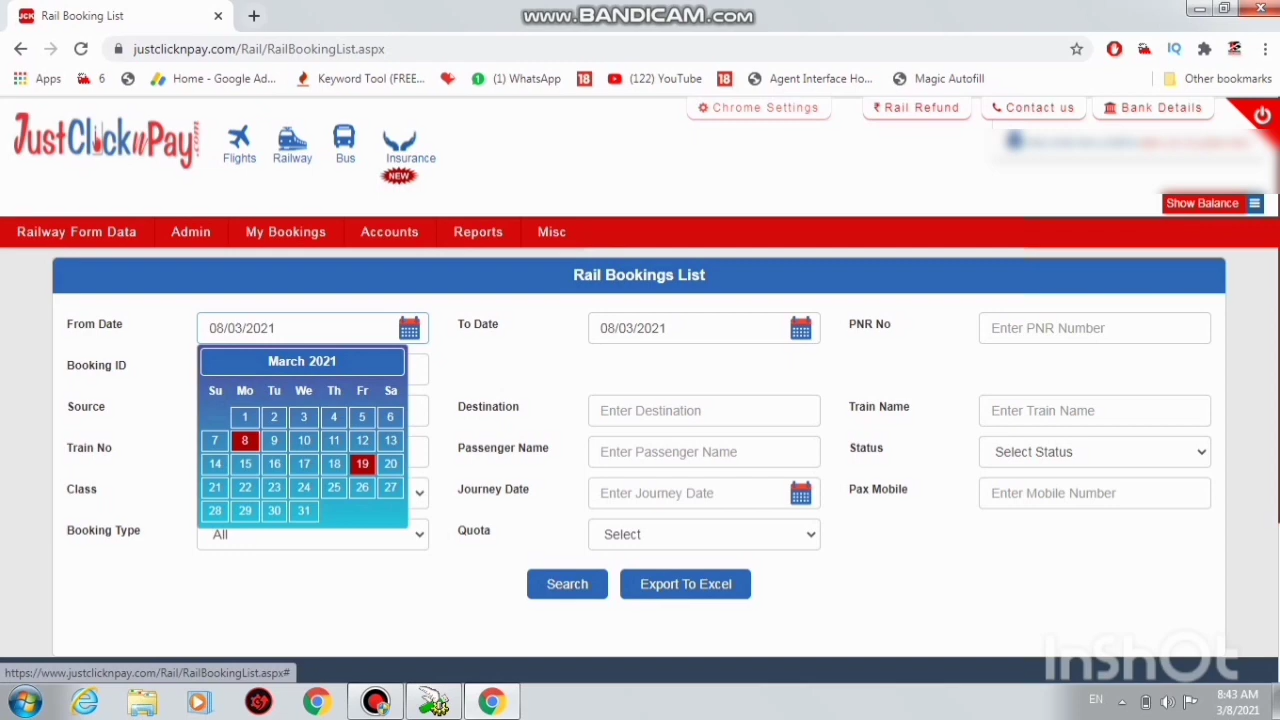 Rail Booking List
www.BANDICAM.com
justclicknpay.com/Rail/RailBookingList.aspx
Apps 6 Home - Google Ad... Keyword Tool (FREE... (1) WhatsApp 18 (122) YouTube 18 Agent Interface Ho... Magic Autofill Other bookmarks
Chrome Settings ₹ Rail Refund Contact us Bank Details
JustClicknPay.com
Flights Railway Bus Insurance
NEW
Show Balance
Railway Form Data Admin My Bookings Accounts Reports Misc
Rail Bookings List
From Date 08/03/2021 To Date 08/03/2021 PNR No Enter PNR Number
Booking ID
March 2021
Su Mo Tu We Th Fr Sa
1 2 3 4 5 6
7 8 9 10 11 12 13
14 15 16 17 18 19 20
21 22 23 24 25 26 27
28 29 30 31
Source Destination Enter Destination Train Name Enter Train Name
Train No Passenger Name Enter Passenger Name Status Select Status
Class Journey Date Enter Journey Date Pax Mobile Enter Mobile Number
Booking Type All Quota Select
Search Export To Excel
InShOt
https://www.justclicknpay.com/Rail/RailBookingList.aspx#
EN 8:43 AM
3/8/2021